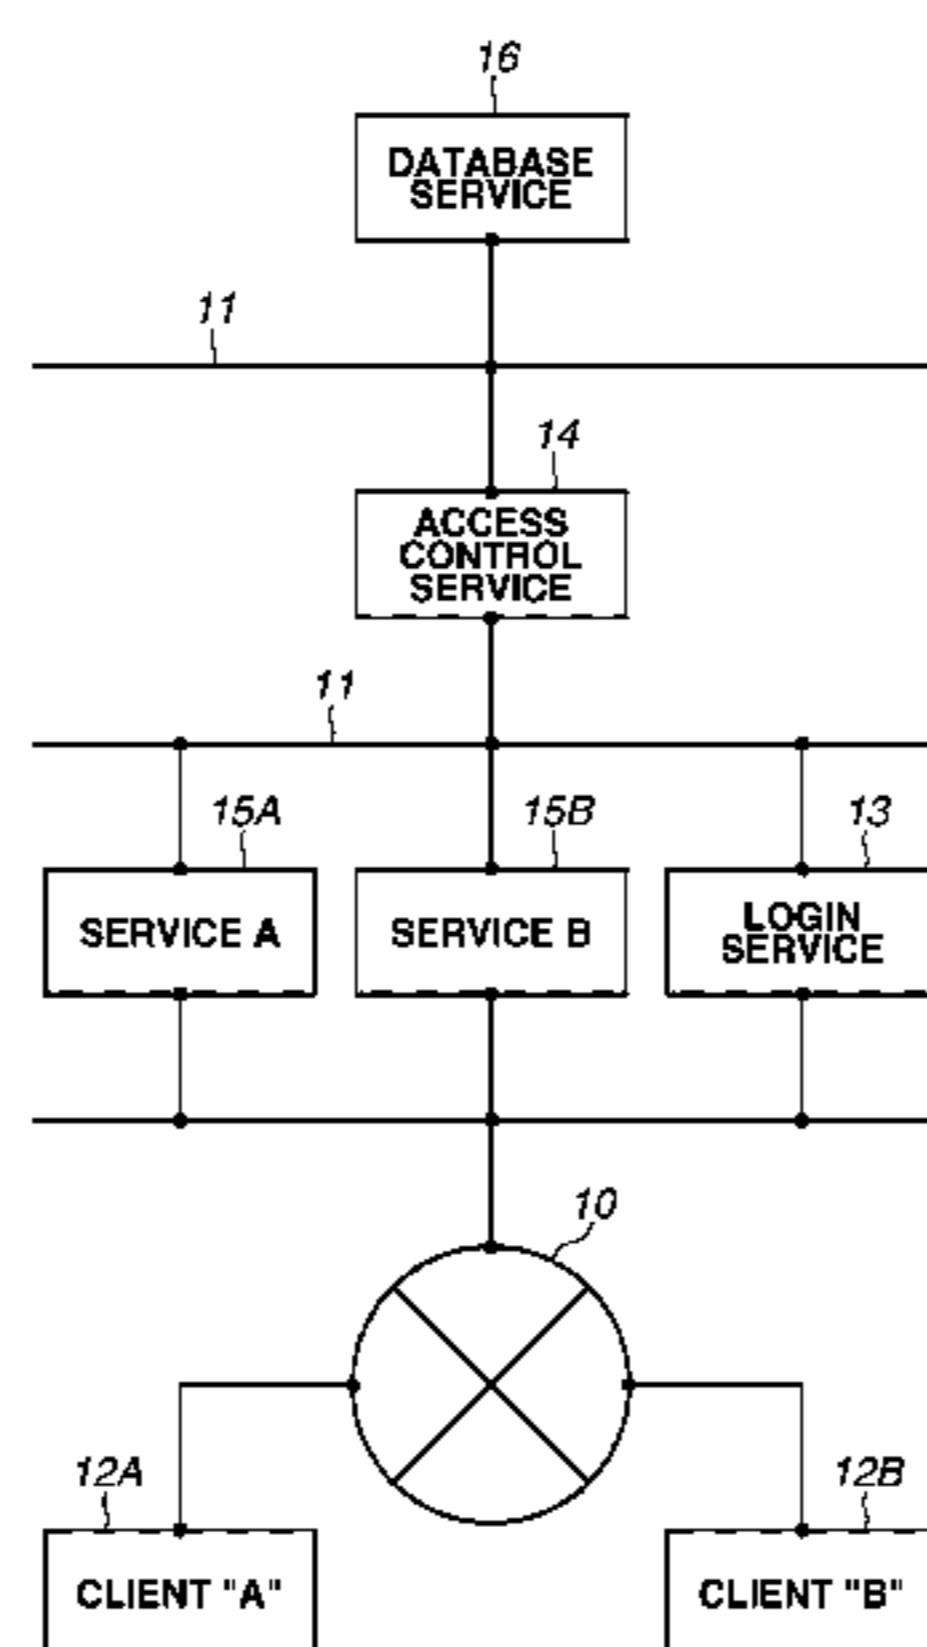 16
DATABASE
SERVICE
11
14
ACCESS
CONTROL
SERVICE
11
15A
15B
13
SERVICE A
SERVICE B
LOGIN
SERVICE
10
12A
12B
CLIENT "A"
CLIENT "B"